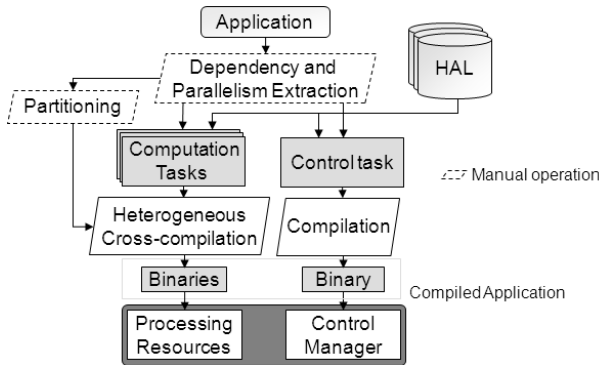 Application
Dependency and
Parallelism Extraction
HAL
Partitioning
Computation
Tasks
Control task
Manual operation
Heterogeneous
Cross-compilation
Compilation
Binaries
Binary
Compiled Application
Processing
Resources
Control
Manager